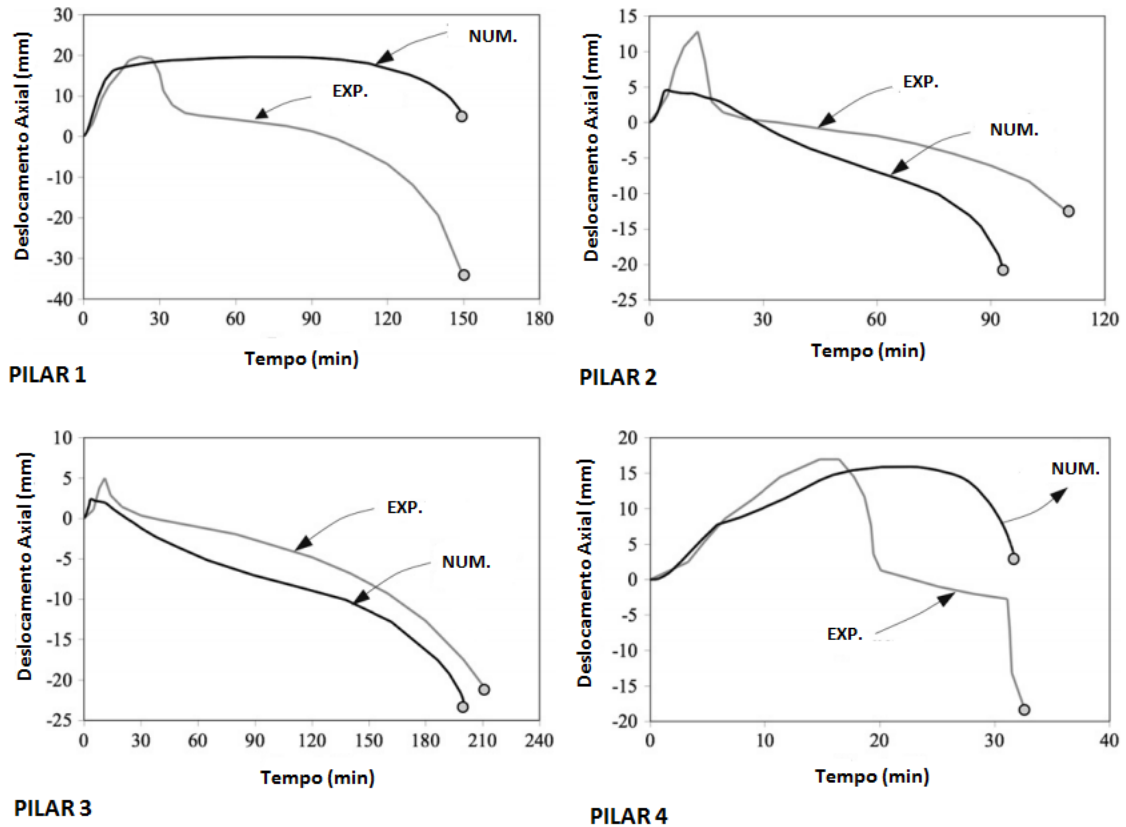 30
20
10
0
-10
-20
-30
-40
Deslocamento Axial (mm)
NUM.
EXP.
0 30 60 90 120 150 180
Tempo (min)
PILAR 1
15
10
5
0
-5
-10
-15
-20
-25
Deslocamento Axial (mm)
EXP.
NUM.
0 30 60 90 120
Tempo (min)
PILAR 2
10
5
0
-5
-10
-15
-20
-25
Deslocamento Axial (mm)
EXP.
NUM.
0 30 60 90 120 150 180 210 240
Tempo (min)
PILAR 3
20
15
10
5
0
-5
-10
-15
-20
Deslocamento Axial (mm)
NUM.
EXP.
0 10 20 30 40
Tempo (min)
PILAR 4